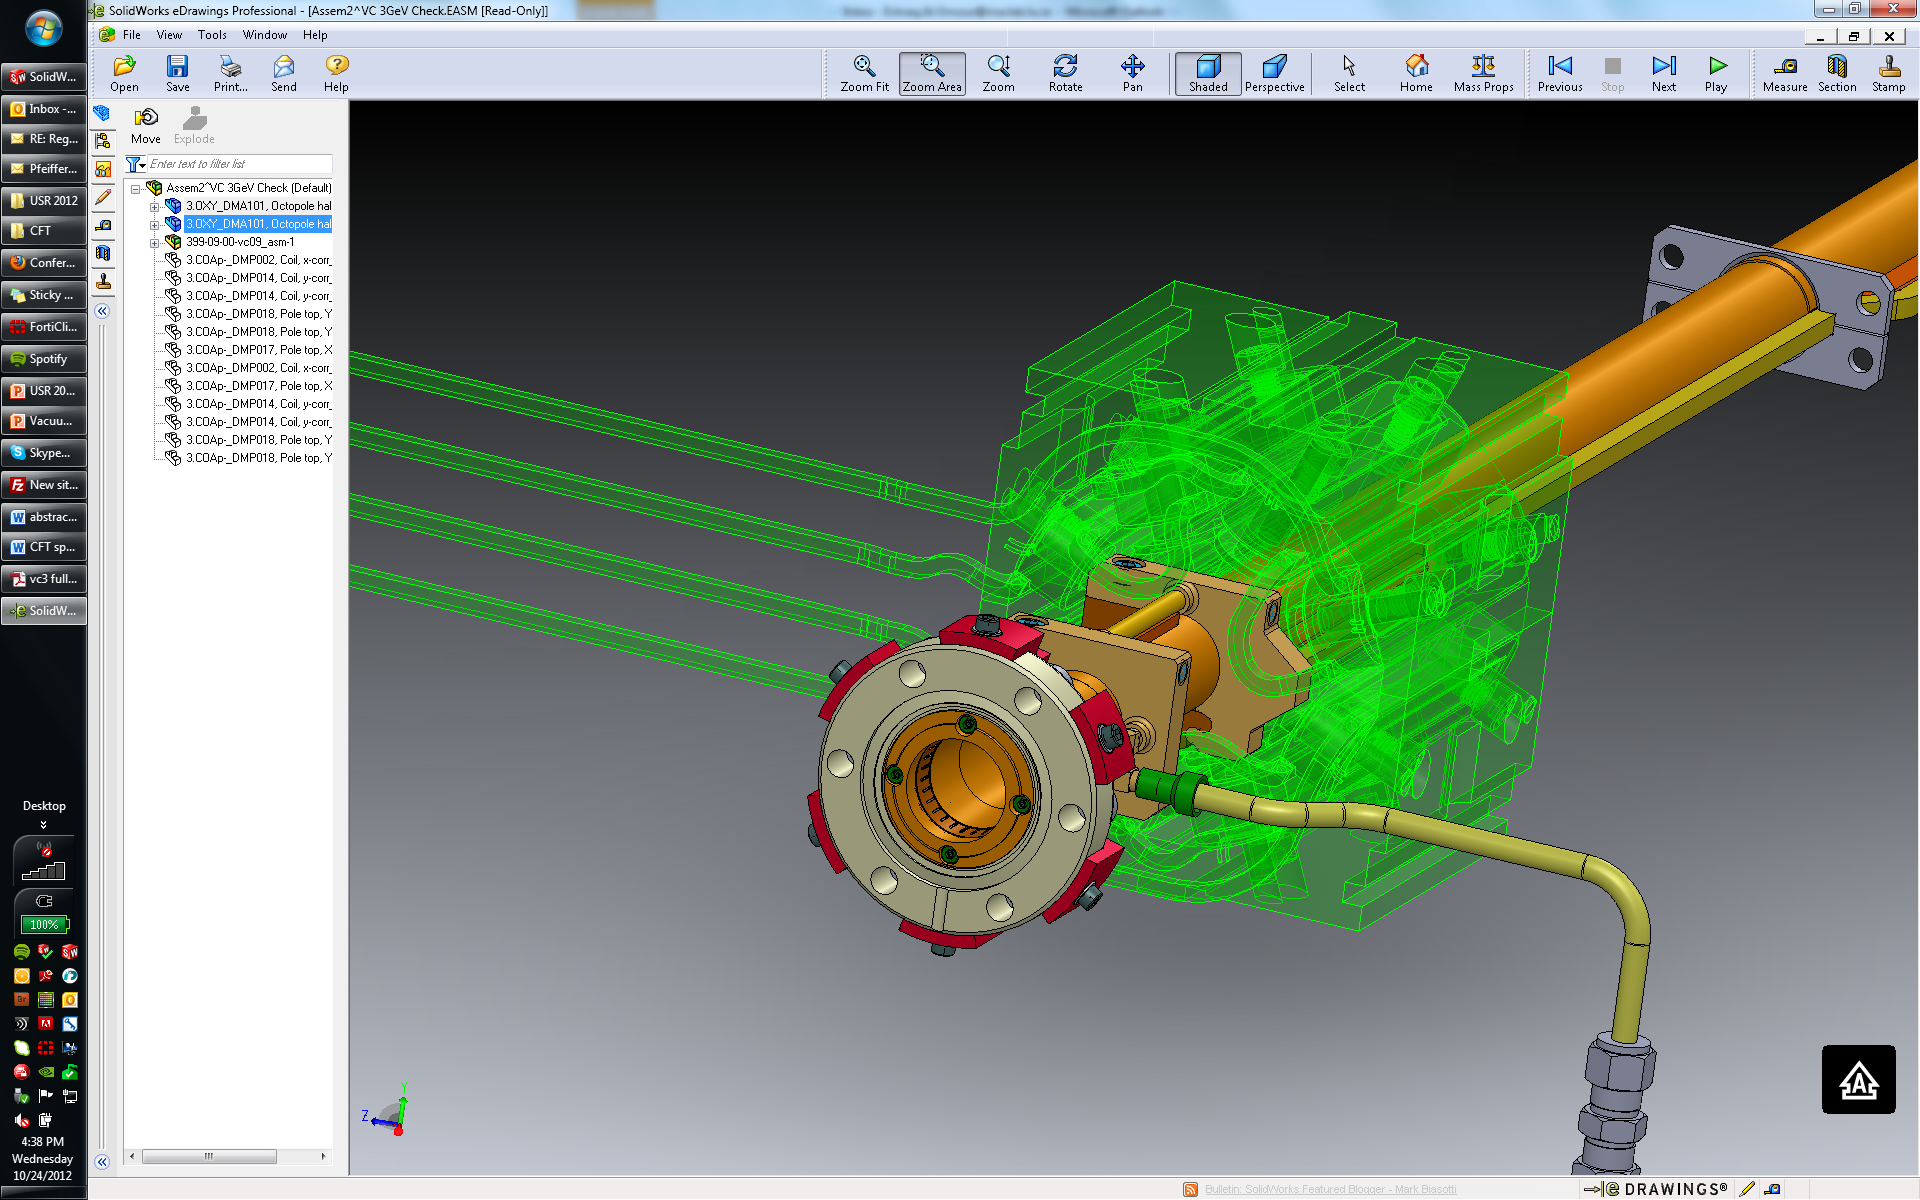 SolidWorks eDrawings Professional - [Assem2^VC 3GeV Check.EASM [Read-Only]]
File View Tools Window Help
Open Save Print... Send Help
Zoom Fit Zoom Area Zoom Rotate Pan Shaded Perspective Select Home Mass Props Previous Stop Next Play Measure Section Stamp
Move Explode
Enter text to filter list
Assem2^VC 3GeV Check (Default)
3.OXY_DMA101, Octopole hal
3.OXY_DMA101, Octopole hal
399-09-00-vc09_asm-1
3.COAp-_DMP002, Coil, x-corr_
3.COAp-_DMP014, Coil, y-corr_
3.COAp-_DMP014, Coil, y-corr_
3.COAp-_DMP018, Pole top, Y
3.COAp-_DMP018, Pole top, Y
3.COAp-_DMP017, Pole top, X
3.COAp-_DMP002, Coil, x-corr_
3.COAp-_DMP017, Pole top, X
3.COAp-_DMP014, Coil, y-corr_
3.COAp-_DMP014, Coil, y-corr_
3.COAp-_DMP018, Pole top, Y
3.COAp-_DMP018, Pole top, Y
SolidW...
Inbox -...
RE: Reg...
Pfeiffer...
USR 2012
CFT
Confer...
Sticky ...
FortiCli...
Spotify
USR 20...
Vacuu...
Skype...
New sit...
abstrac...
CFT sp...
vc3 full...
SolidW...
Desktop
100%
4:38 PM
Wednesday
10/24/2012
Y
Z
A
Bulletin: SolidWorks Featured Blogger - Mark Biasotti
eDRAWINGS®